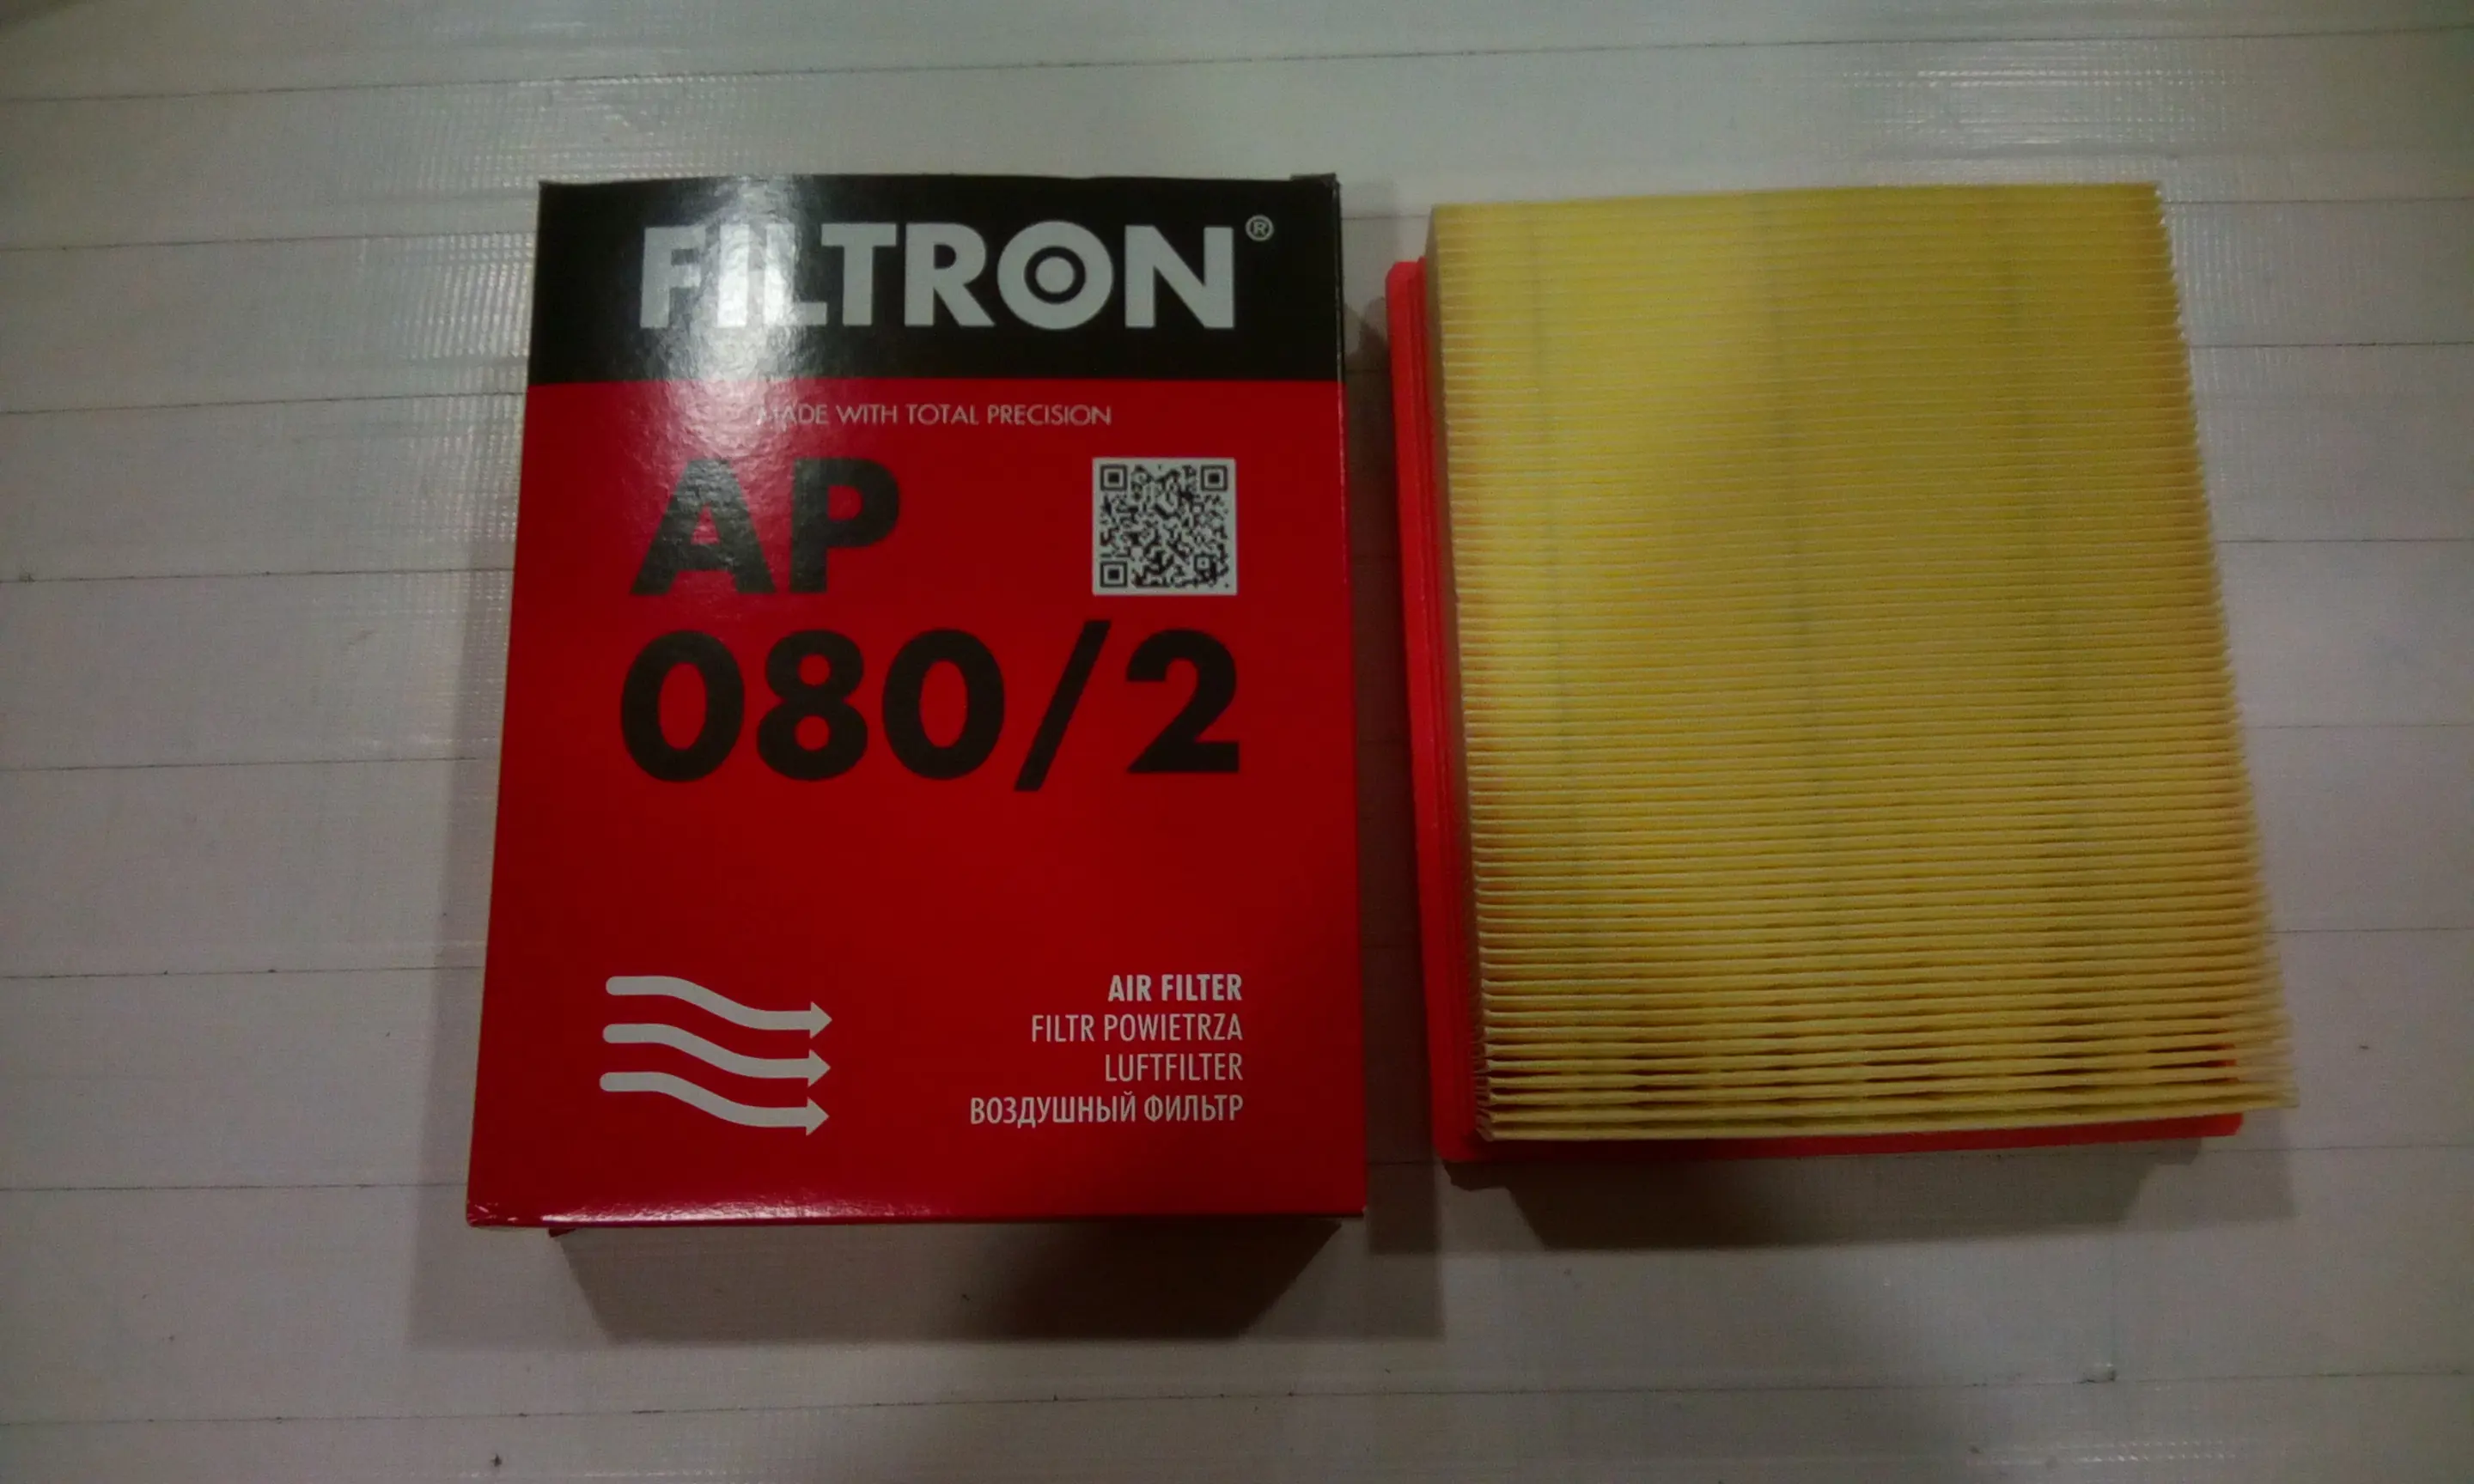 FILTRON®
MADE WITH TOTAL PRECISION
AP
080/2
AIR FILTER
FILTR POWIETRZA
LUFTFILTER
ВОЗДУШНЫЙ ФИЛЬТР